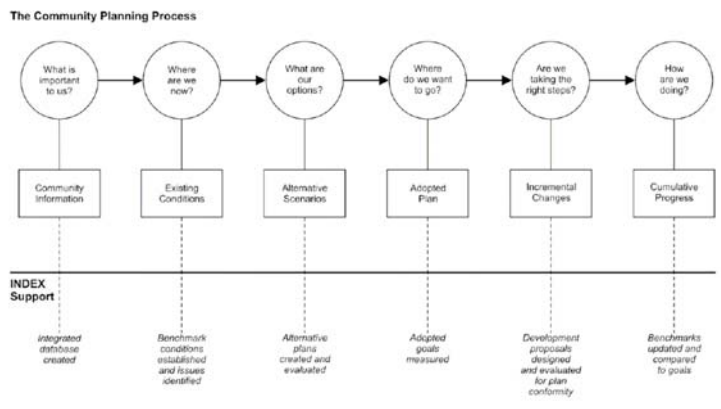 The Community Planning Process
What is
important
to us?
Where
are we
now?
What are
our
options?
Where
do we want
to go?
Are we
taking the
right steps?
How
are we
doing?
Community
Information
Existing
Conditions
Alternative
Scenarios
Adopted
Plan
Incremental
Changes
Cumulative
Progress
INDEX
Support
Integrated
database
created
Benchmark
conditions
established
and issues
identified
Alternative
plans
created and
evaluated
Adopted
goals
measured
Development
proposals
designed
and evaluated
for plan
conformity
Benchmarks
updated and
compared
to goals